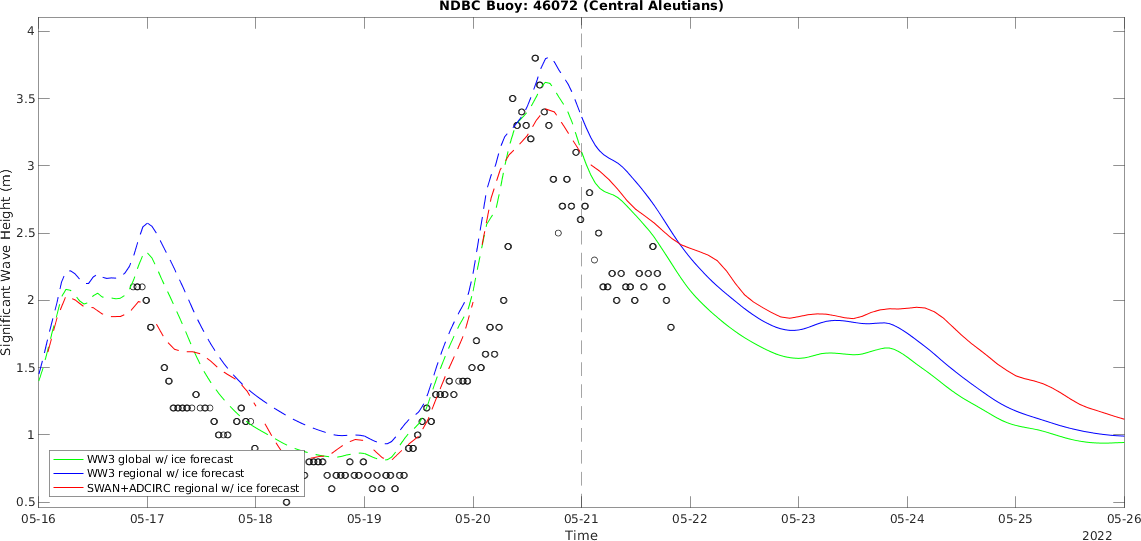 NDBC Buoy: 46072 (Central Aleutians)
Significant Wave Height (m)
4
3.5
3
2.5
2
1.5
1
0.5
WW3 global w/ ice forecast
WW3 regional w/ ice forecast
SWAN+ADCIRC regional w/ ice forecast
05-16 05-17 05-18 05-19 05-20 05-21 05-22 05-23 05-24 05-25 05-26
Time
2022